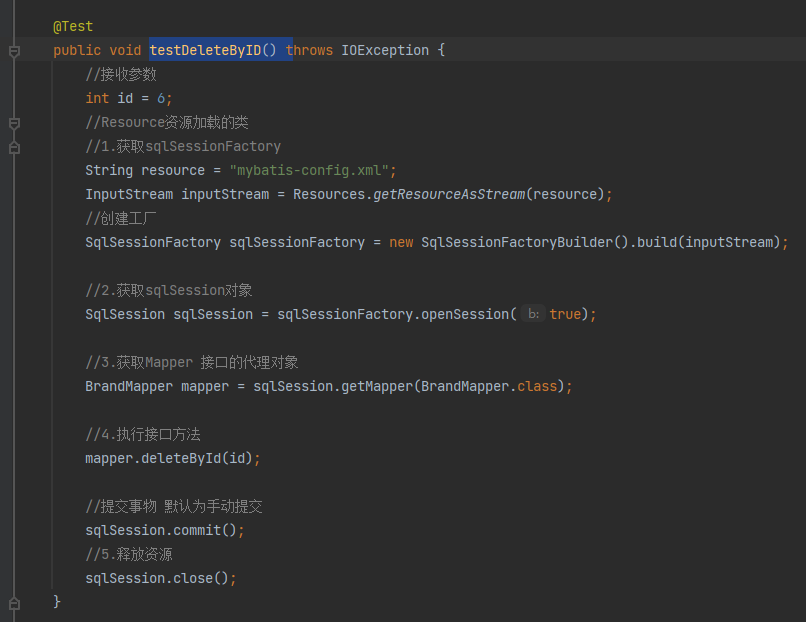 @Test
public void testDeleteByID() throws IOException {
//接收参数
int id = 6;
//Resource资源加载的类
//1.获取sqlSessionFactory
String resource = "mybatis-config.xml";
InputStream inputStream = Resources.getResourceAsStream(resource);
//创建工厂
SqlSessionFactory sqlSessionFactory = new SqlSessionFactoryBuilder().build(inputStream);
//2.获取sqlSession对象
SqlSession sqlSession = sqlSessionFactory.openSession( b: true);
//3.获取Mapper 接口的代理对象
BrandMapper mapper = sqlSession.getMapper(BrandMapper.class);
//4.执行接口方法
mapper.deleteById(id);
//提交事物 默认为手动提交
sqlSession.commit();
//5.释放资源
sqlSession.close();
}